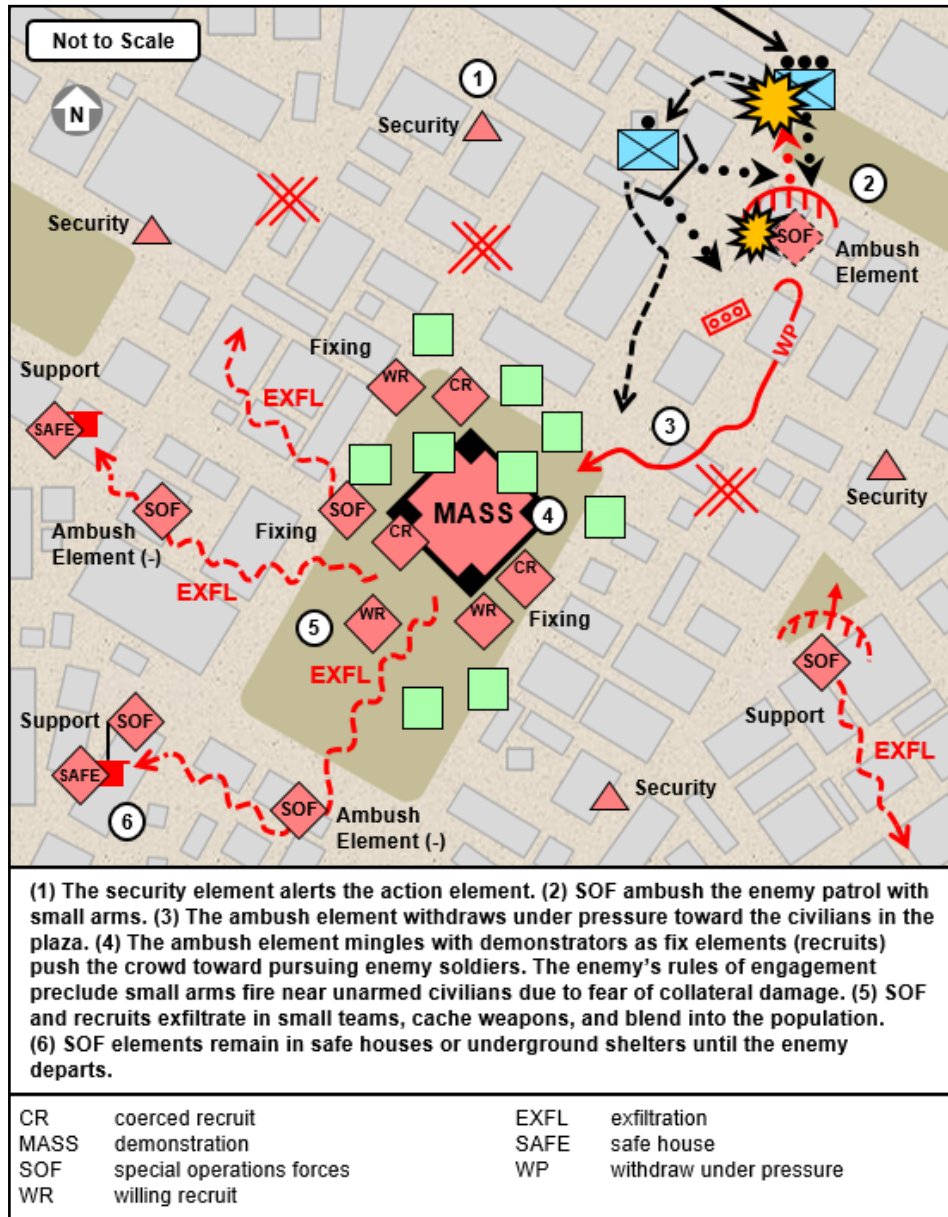 Not to Scale
N
1
Security
Security
2
SOF
Ambush
Element
WP
Fixing
WR
CR
Support
EXFL
SAFE
3
Security
SOF
Ambush
Element (-)
Fixing
SOF
MASS
4
CR
EXFL
CR
WR
WR
Fixing
5
EXFL
SOF
Support
EXFL
Support
SOF
SAFE
6
SOF
Ambush
Element (-)
Security
(1) The security element alerts the action element. (2) SOF ambush the enemy patrol with
small arms. (3) The ambush element withdraws under pressure toward the civilians in the
plaza. (4) The ambush element mingles with demonstrators as fix elements (recruits)
push the crowd toward pursuing enemy soldiers. The enemy's rules of engagement
preclude small arms fire near unarmed civilians due to fear of collateral damage. (5) SOF
and recruits exfiltrate in small teams, cache weapons, and blend into the population.
(6) SOF elements remain in safe houses or underground shelters until the enemy
departs.
CR coerced recruit
MASS demonstration
SOF special operations forces
WR willing recruit
EXFL exfiltration
SAFE safe house
WP withdraw under pressure